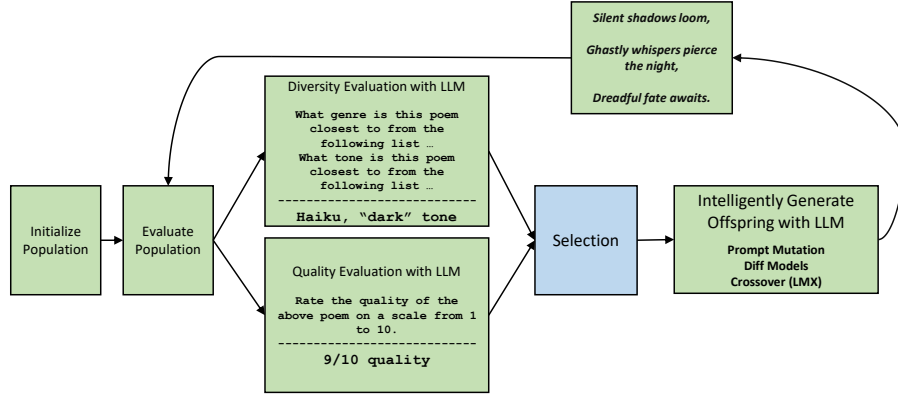 Silent shadows loom,
Ghastly whispers pierce
the night,
Dreadful fate awaits.
Initialize
Population
Evaluate
Population
Diversity Evaluation with LLM
What genre is this poem
closest to from the
following list …
What tone is this poem
closest to from the
following list …
-----------------------------
Haiku, “dark” tone
Quality Evaluation with LLM
Rate the quality of the
above poem on a scale from 1
to 10.
-----------------------------
9/10 quality
Selection
Intelligently Generate
Offspring with LLM
Prompt Mutation
Diff Models
Crossover (LMX)